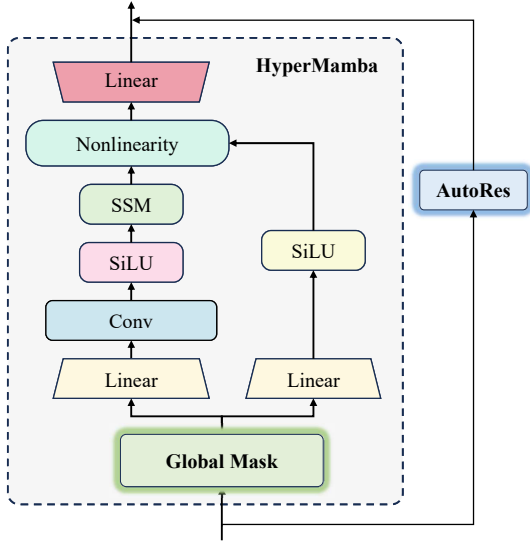 HyperMamba
Linear
Nonlinearity
SSM
AutoRes
SiLU
SiLU
Conv
Linear
Linear
Global Mask